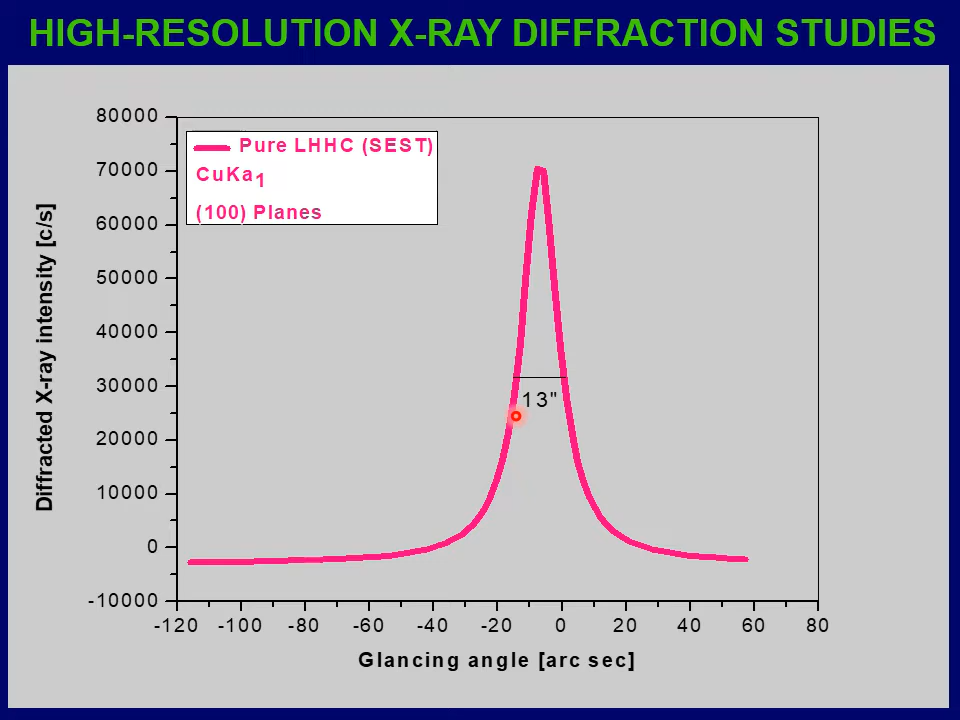 HIGH-RESOLUTION X-RAY DIFFRACTION STUDIES
80000
70000
60000
50000
40000
30000
20000
10000
0
-10000
Diffracted X-ray intensity [c/s]
Pure LHHC (SEST)
CuKa1
(100) Planes
13"
-120 -100 -80 -60 -40 -20 0 20 40 60 80
Glancing angle [arc sec]